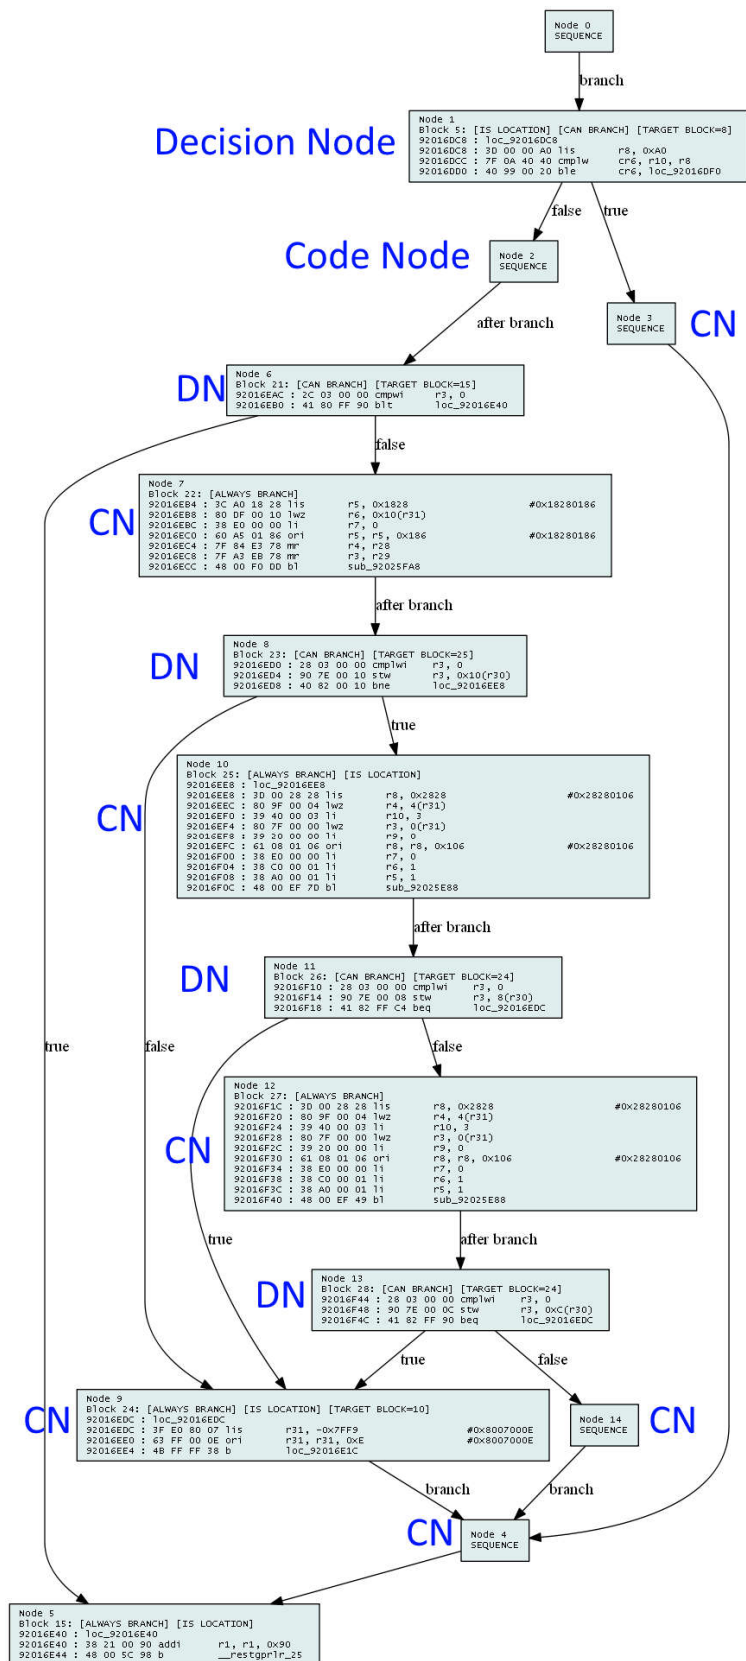 Node 0
SEQUENCE
branch
Decision Node
Node 1
Block 5: [IS LOCATION] [CAN BRANCH] [TARGET BLOCK=8]
92016DC8 : loc_92016DC8
92016DC8 : 3D 00 00 A0 lis r8, 0xA0
92016DCC : 7F 0A 40 40 cmplw cr6, r10, r8
92016DD0 : 40 99 00 20 ble cr6, loc_92016DF0
false
true
Code Node
Node 2
SEQUENCE
Node 3
SEQUENCE
CN
after branch
DN
Node 6
Block 21: [CAN BRANCH] [TARGET BLOCK=15]
92016EAC : 2C 03 00 00 cmpwi r3, 0
92016EB0 : 41 80 FF 90 blt loc_92016E40
false
CN
Node 7
Block 22: [ALWAYS BRANCH]
92016EB4 : 3C A0 18 28 lis r5, 0x1828 #0x18280186
92016EB8 : 80 DF 00 10 lwz r6, 0x10(r31)
92016EBC : 38 E0 00 00 li r7, 0
92016EC0 : 60 A5 01 86 ori r5, r5, 0x186 #0x18280186
92016EC4 : 7F 84 E3 78 mr r4, r28
92016EC8 : 7F A3 EB 78 mr r3, r29
92016ECC : 48 00 F0 DD bl sub_92025FA8
after branch
DN
Node 8
Block 23: [CAN BRANCH] [TARGET BLOCK=25]
92016ED0 : 28 03 00 00 cmplwi r3, 0
92016ED4 : 90 7E 00 10 stw r3, 0x10(r30)
92016ED8 : 40 82 00 10 bne loc_92016EE8
true
CN
Node 10
Block 25: [ALWAYS BRANCH] [IS LOCATION]
92016EE8 : loc_92016EE8
92016EE8 : 3D 00 28 28 lis r8, 0x2828 #0x28280106
92016EEC : 80 9F 00 04 lwz r4, 4(r31)
92016EF0 : 39 40 00 03 li r10, 3
92016EF4 : 80 7F 00 00 lwz r3, 0(r31)
92016EF8 : 39 20 00 00 li r9, 0
92016EFC : 61 08 01 06 ori r8, r8, 0x106 #0x28280106
92016F00 : 38 E0 00 00 li r7, 0
92016F04 : 38 C0 00 01 li r6, 1
92016F08 : 38 A0 00 01 li r5, 1
92016F0C : 48 00 EF 7D bl sub_92025E88
after branch
DN
Node 11
Block 26: [CAN BRANCH] [TARGET BLOCK=24]
92016F10 : 28 03 00 00 cmplwi r3, 0
92016F14 : 90 7E 00 08 stw r3, 8(r30)
92016F18 : 41 82 FF C4 beq loc_92016EDC
true
false
false
CN
Node 12
Block 27: [ALWAYS BRANCH]
92016F1C : 3D 00 28 28 lis r8, 0x2828 #0x28280106
92016F20 : 80 9F 00 04 lwz r4, 4(r31)
92016F24 : 39 40 00 03 li r10, 3
92016F28 : 80 7F 00 00 lwz r3, 0(r31)
92016F2C : 39 20 00 00 li r9, 0
92016F30 : 61 08 01 06 ori r8, r8, 0x106 #0x28280106
92016F34 : 38 E0 00 00 li r7, 0
92016F38 : 38 C0 00 01 li r6, 1
92016F3C : 38 A0 00 01 li r5, 1
92016F40 : 48 00 EF 49 bl sub_92025E88
true
after branch
DN
Node 13
Block 28: [CAN BRANCH] [TARGET BLOCK=24]
92016F44 : 28 03 00 00 cmplwi r3, 0
92016F48 : 90 7E 00 0C stw r3, 0xC(r30)
92016F4C : 41 82 FF 90 beq loc_92016EDC
true
false
CN
Node 9
Block 24: [ALWAYS BRANCH] [IS LOCATION] [TARGET BLOCK=10]
92016EDC : loc_92016EDC
92016EDC : 3F E0 80 07 lis r31, -0x7FF9 #0x8007000E
92016EE0 : 63 FF 00 0E ori r31, r31, 0xE #0x8007000E
92016EE4 : 4B FF FF 38 b loc_92016E1C
Node 14
SEQUENCE
CN
branch
branch
CN
Node 4
SEQUENCE
Node 5
Block 15: [ALWAYS BRANCH] [IS LOCATION]
92016E40 : loc_92016E40
92016E40 : 38 21 00 90 addi r1, r1, 0x90
92016E44 : 48 00 5C 98 b __restgprlr_25